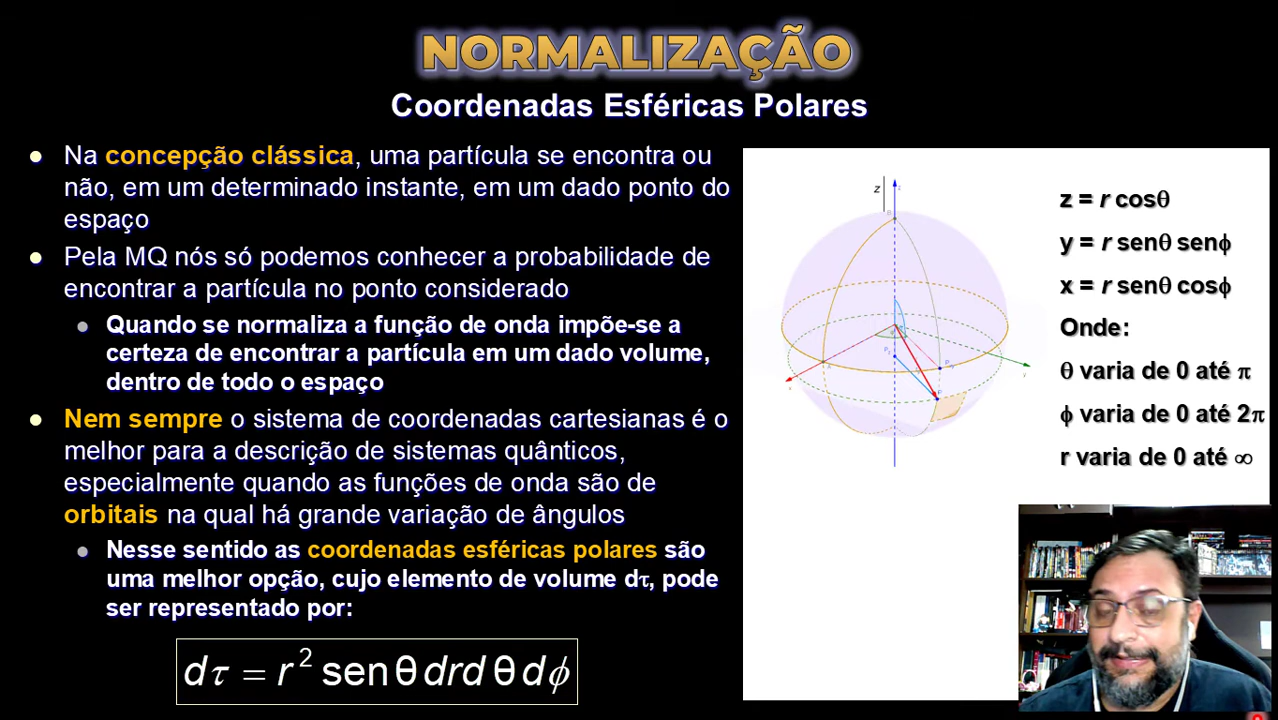 NORMALIZAÇÃO
Coordenadas Esféricas Polares
● Na concepção clássica, uma partícula se encontra ou
não, em um determinado instante, em um dado ponto do
espaço
● Pela MQ nós só podemos conhecer a probabilidade de
encontrar a partícula no ponto considerado
● Quando se normaliza a função de onda impõe-se a
certeza de encontrar a partícula em um dado volume,
dentro de todo o espaço
● Nem sempre o sistema de coordenadas cartesianas é o
melhor para a descrição de sistemas quânticos,
especialmente quando as funções de onda são de
orbitais na qual há grande variação de ângulos
● Nesse sentido as coordenadas esféricas polares são
uma melhor opção, cujo elemento de volume dτ, pode
ser representado por:
dτ = r² sen θ drd θ dϕ
z
z = r cosθ
y = r senθ senϕ
x = r senθ cosϕ
Onde:
θ varia de 0 até π
ϕ varia de 0 até 2π
r varia de 0 até ∞